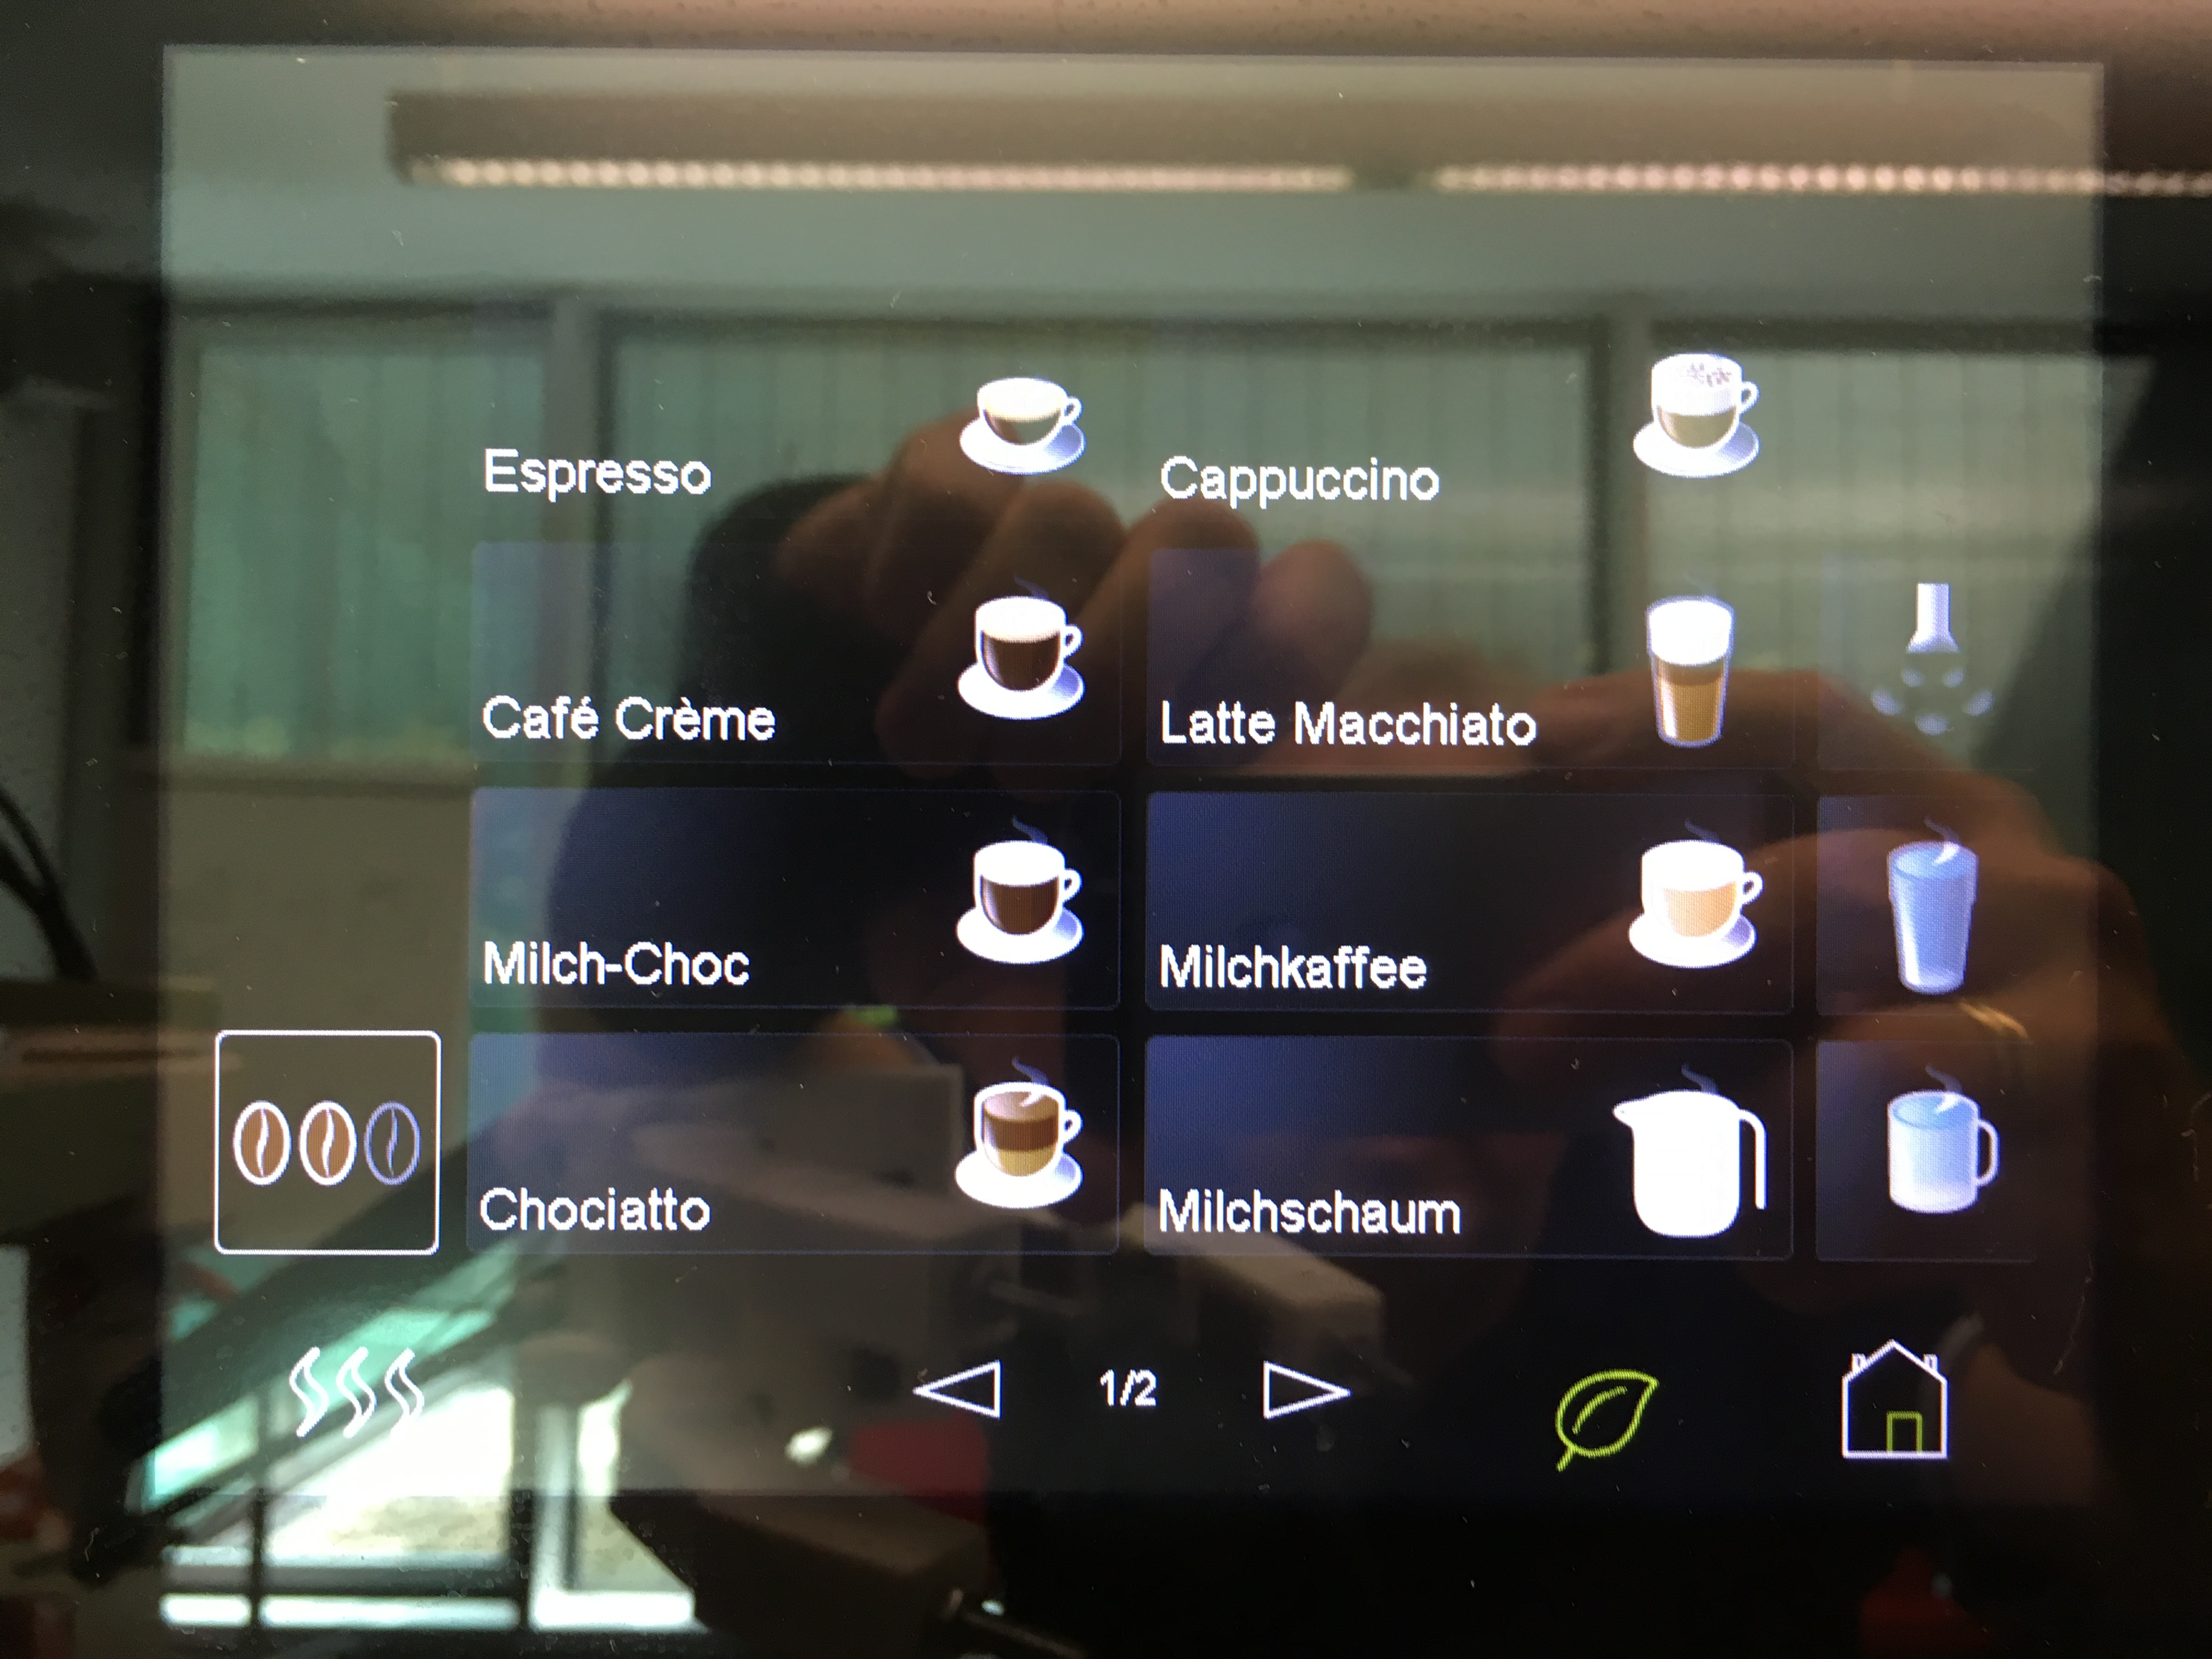 Espresso
Cappuccino
Café Crème
Latte Macchiato
Milch-Choc
Milchkaffee
Chociatto
Milchschaum
1/2